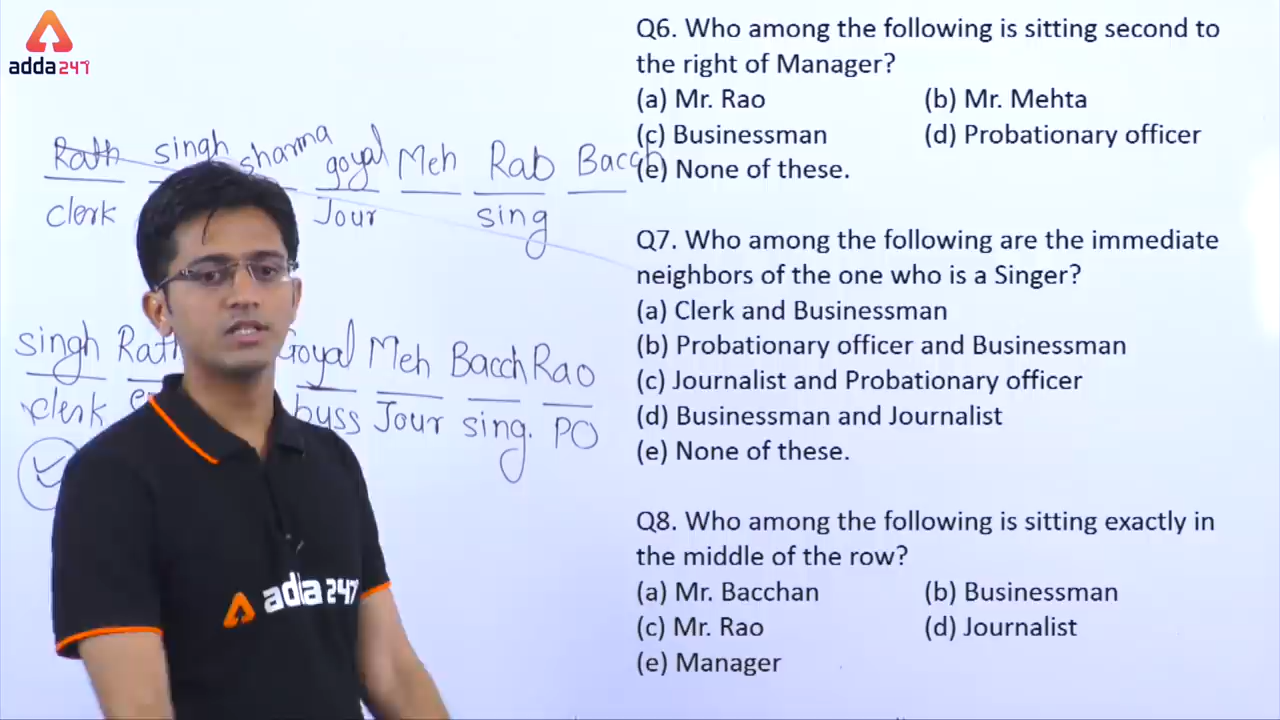 adda247
Rath singh sharma goyal Meh Rab Bacch
clerk Jour sing
singh Rath Goyal Meh Bacch Rao
clerk buss Jour sing. PO
adda247
Q6. Who among the following is sitting second to
the right of Manager?
(a) Mr. Rao (b) Mr. Mehta
(c) Businessman (d) Probationary officer
(e) None of these.
Q7. Who among the following are the immediate
neighbors of the one who is a Singer?
(a) Clerk and Businessman
(b) Probationary officer and Businessman
(c) Journalist and Probationary officer
(d) Businessman and Journalist
(e) None of these.
Q8. Who among the following is sitting exactly in
the middle of the row?
(a) Mr. Bacchan (b) Businessman
(c) Mr. Rao (d) Journalist
(e) Manager